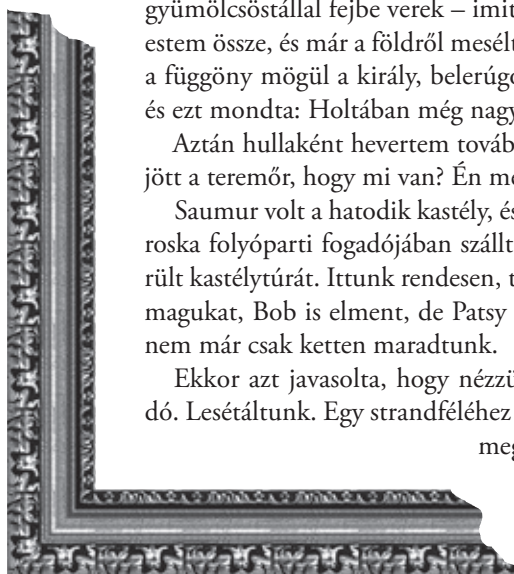 gyümölcsöstállal fejbe verek – imit
estem össze, és már a földről mesélt
a függöny mögül a király, belerúgo
és ezt mondta: Holtában még nagy
Aztán hullaként hevertem továb
jött a teremőr, hogy mi van? Én me
Saumur volt a hatodik kastély, és
roska folyóparti fogadójában szállt
rült kastélytúrát. Ittunk rendesen, t
magukat, Bob is elment, de Patsy
nem már csak ketten maradtunk.
Ekkor azt javasolta, hogy nézzü
dó. Lesétáltunk. Egy strandféléhez
meg